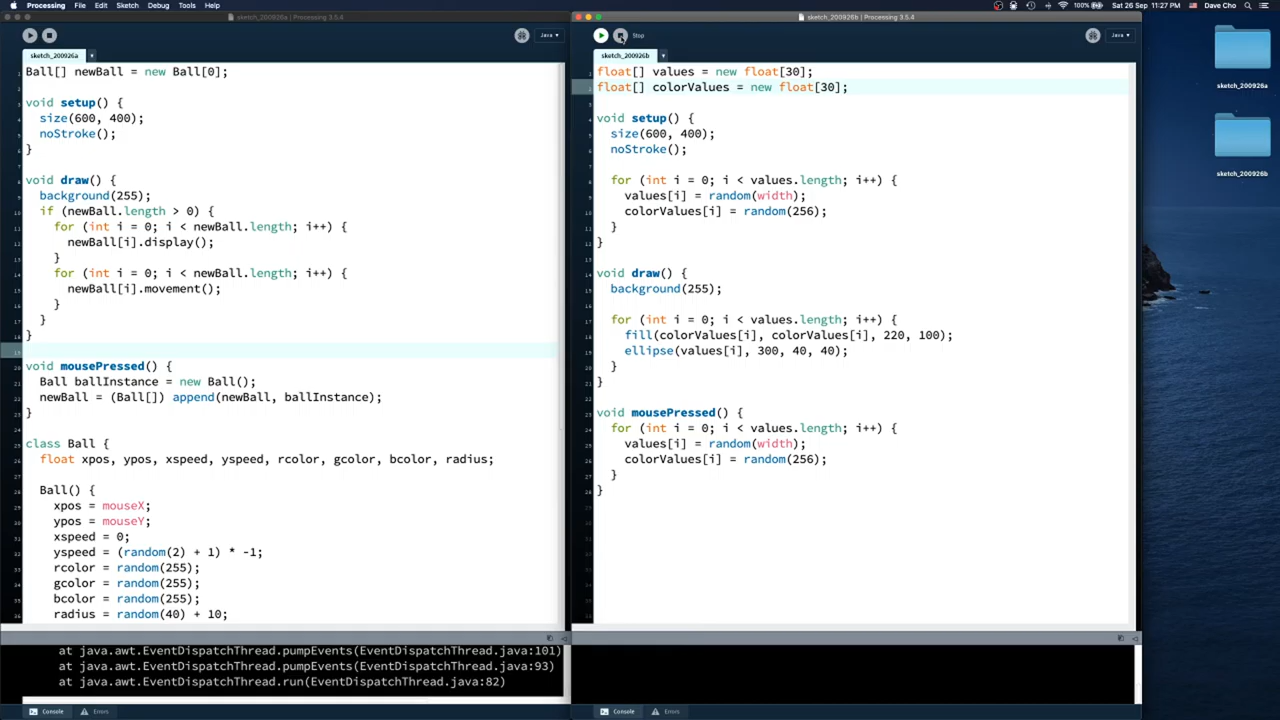 Processing File Edit Sketch Debug Tools Help
100% Sat 26 Sep 11:27 PM Dave Cho
sketch_200926a | Processing 3.5.4
Java
sketch_200926a
Ball[] newBall = new Ball[0];
void setup() {
size(600, 400);
noStroke();
}
void draw() {
background(255);
if (newBall.length > 0) {
for (int i = 0; i < newBall.length; i++) {
newBall[i].display();
}
for (int i = 0; i < newBall.length; i++) {
newBall[i].movement();
}
}
}
void mousePressed() {
Ball ballInstance = new Ball();
newBall = (Ball[]) append(newBall, ballInstance);
}
class Ball {
float xpos, ypos, xspeed, yspeed, rcolor, gcolor, bcolor, radius;
Ball() {
xpos = mouseX;
ypos = mouseY;
xspeed = 0;
yspeed = (random(2) + 1) * -1;
rcolor = random(255);
gcolor = random(255);
bcolor = random(255);
radius = random(40) + 10;
at java.awt.EventDispatchThread.pumpEvents(EventDispatchThread.java:101)
at java.awt.EventDispatchThread.pumpEvents(EventDispatchThread.java:93)
at java.awt.EventDispatchThread.run(EventDispatchThread.java:82)
Console Errors
sketch_200926b | Processing 3.5.4
Stop
Java
sketch_200926b
float[] values = new float[30];
float[] colorValues = new float[30];
void setup() {
size(600, 400);
noStroke();
for (int i = 0; i < values.length; i++) {
values[i] = random(width);
colorValues[i] = random(256);
}
}
void draw() {
background(255);
for (int i = 0; i < values.length; i++) {
fill(colorValues[i], colorValues[i], 220, 100);
ellipse(values[i], 300, 40, 40);
}
}
void mousePressed() {
for (int i = 0; i < values.length; i++) {
values[i] = random(width);
colorValues[i] = random(256);
}
}
Console Errors
sketch_200926a
sketch_200926b